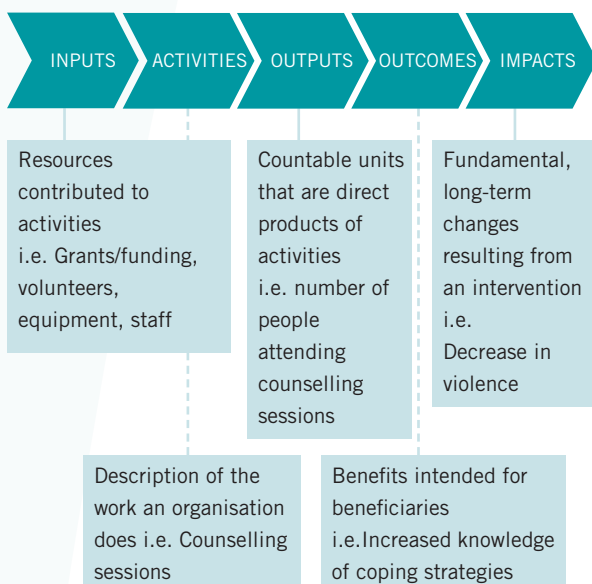 INPUTS ACTIVITIES OUTPUTS OUTCOMES IMPACTS
Resources
contributed to
activities
i.e. Grants/funding,
volunteers,
equipment, staff
Countable units
that are direct
products of
activities
i.e. number of
people
attending
counselling
sessions
Fundamental,
long-term
changes
resulting from
an intervention
i.e.
Decrease in
violence
Description of the
work an organisation
does i.e. Counselling
sessions
Benefits intended for
beneficiaries
i.e.Increased knowledge
of coping strategies